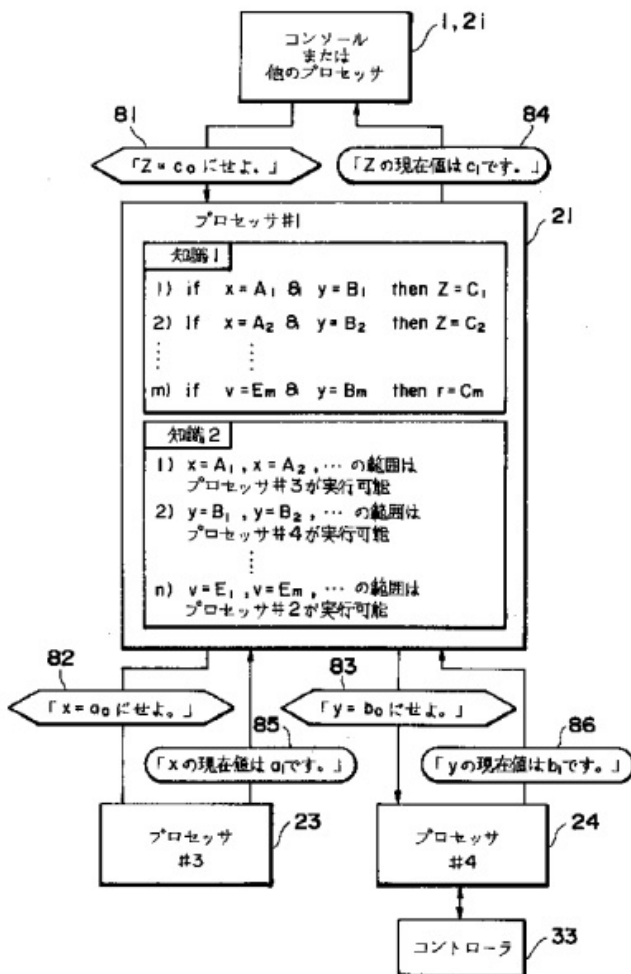 1,2i
コンソール
または
他のプロセッサ
81
84
「Z=c₀にせよ。」
「Zの現在値はc₁です。」
21
プロセッサ#1
知識1
1) if x=A₁ & y=B₁ then Z=C₁
2) If x=A₂ & y=B₂ then Z=C₂
⋮ ⋮
m) if v=Em & y=Bm then r=Cm
知識2
1) x=A₁,x=A₂,…の範囲は
プロセッサ#3が実行可能
2) y=B₁,y=B₂,…の範囲は
プロセッサ#4が実行可能
⋮
n) v=E₁,v=Em,…の範囲は
プロセッサ#2が実行可能
82
83
「x=a₀にせよ。」
「y=b₀にせよ。」
85
86
「xの現在値はa₁です。」
「yの現在値はb₁です。」
プロセッサ
#3
23
プロセッサ
#4
24
コントローラ
33